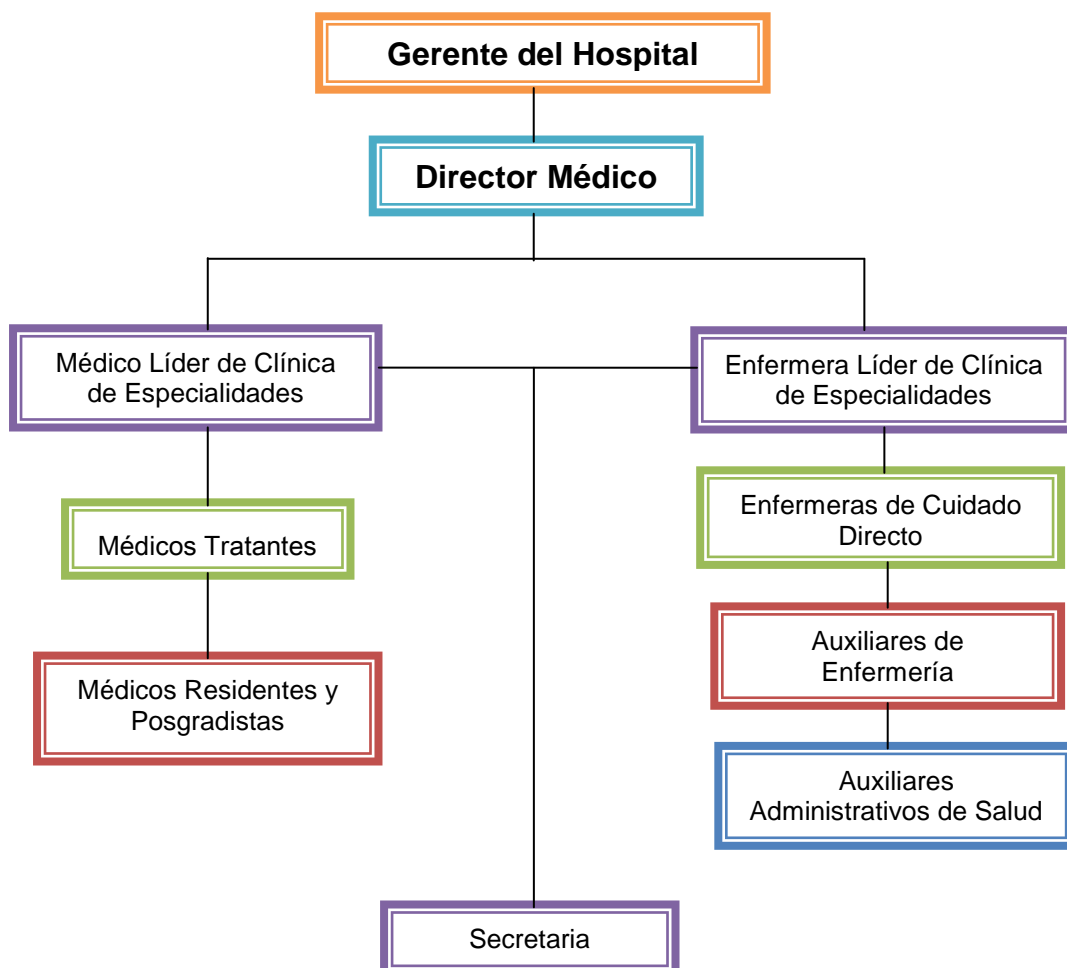 Gerente del Hospital
Director Médico
Médico Líder de Clínica
de Especialidades
Enfermera Líder de Clínica
de Especialidades
Médicos Tratantes
Enfermeras de Cuidado
Directo
Médicos Residentes y
Posgradistas
Auxiliares de
Enfermería
Auxiliares
Administrativos de Salud
Secretaria